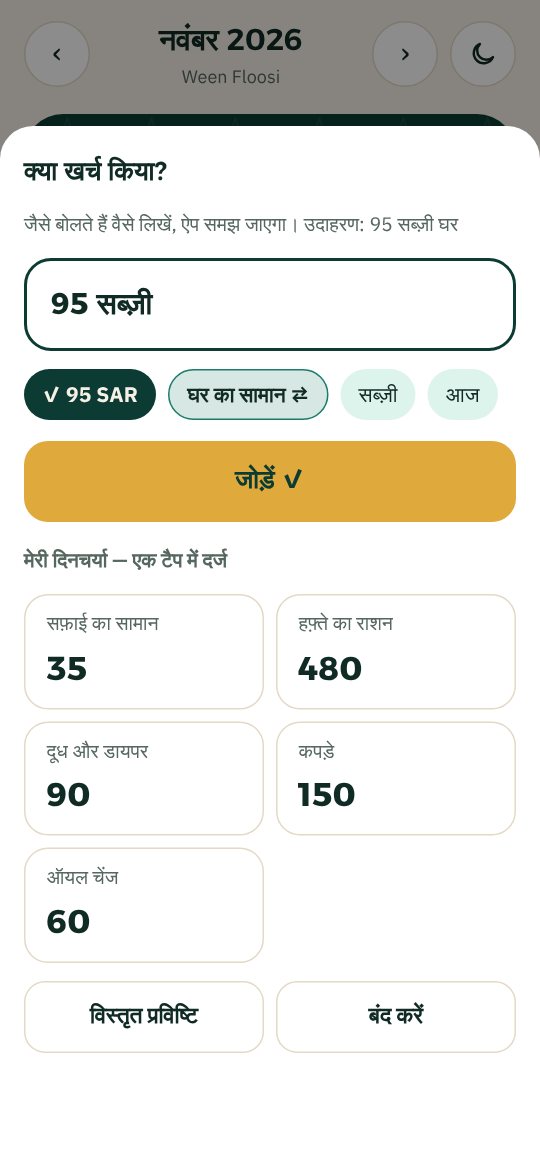 ‹
नवंबर 2026
Ween Floosi
›
क्या खर्च किया?
जैसे बोलते हैं वैसे लिखें, ऐप समझ जाएगा। उदाहरण: 95 सब्ज़ी घर
95 सब्ज़ी
✓ 95 SAR घर का सामान ⇄ सब्ज़ी आज
जोड़ें ✓
मेरी दिनचर्या — एक टैप में दर्ज
सफ़ाई का सामान
35
हफ़्ते का राशन
480
दूध और डायपर
90
कपड़े
150
ऑयल चेंज
60
विस्तृत प्रविष्टि
बंद करें